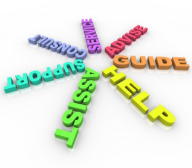 SERVICE
ADVISE
GUIDE
HELP
ASSIST
SUPPORT
CONSULT